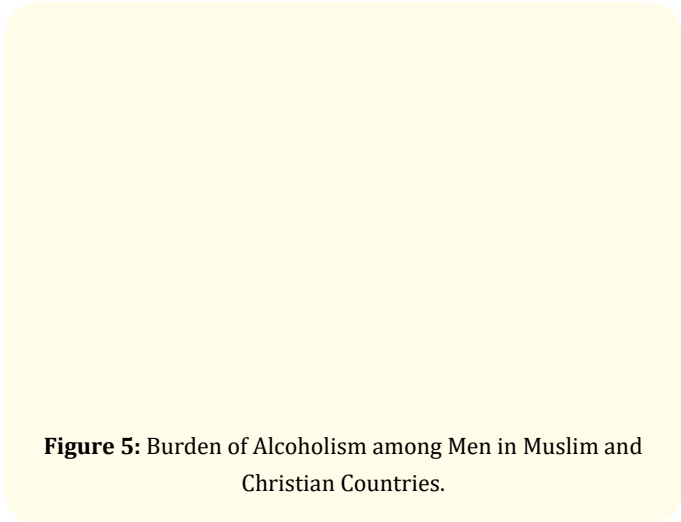 Figure 5: Burden of Alcoholism among Men in Muslim and
Christian Countries.